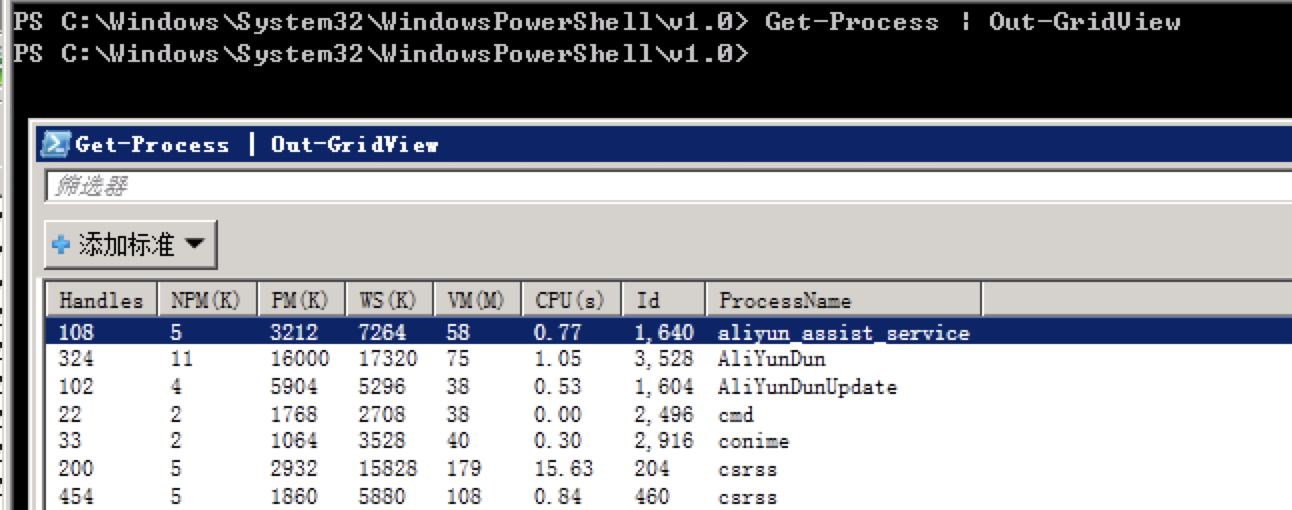 PS C:\Windows\System32\WindowsPowerShell\v1.0> Get-Process | Out-GridView
PS C:\Windows\System32\WindowsPowerShell\v1.0>
Get-Process | Out-GridView
筛选器
添加标准
Handles NPM(K) PM(K) WS(K) VM(M) CPU(s) Id ProcessName
108 5 3212 7264 58 0.77 1,640 aliyun_assist_service
324 11 16000 17320 75 1.05 3,528 AliYunDun
102 4 5904 5296 38 0.53 1,604 AliYunDunUpdate
22 2 1768 2708 38 0.00 2,496 cmd
33 2 1064 3528 40 0.30 2,916 conime
200 5 2932 15828 179 15.63 204 csrss
454 5 1860 5880 108 0.84 460 csrss